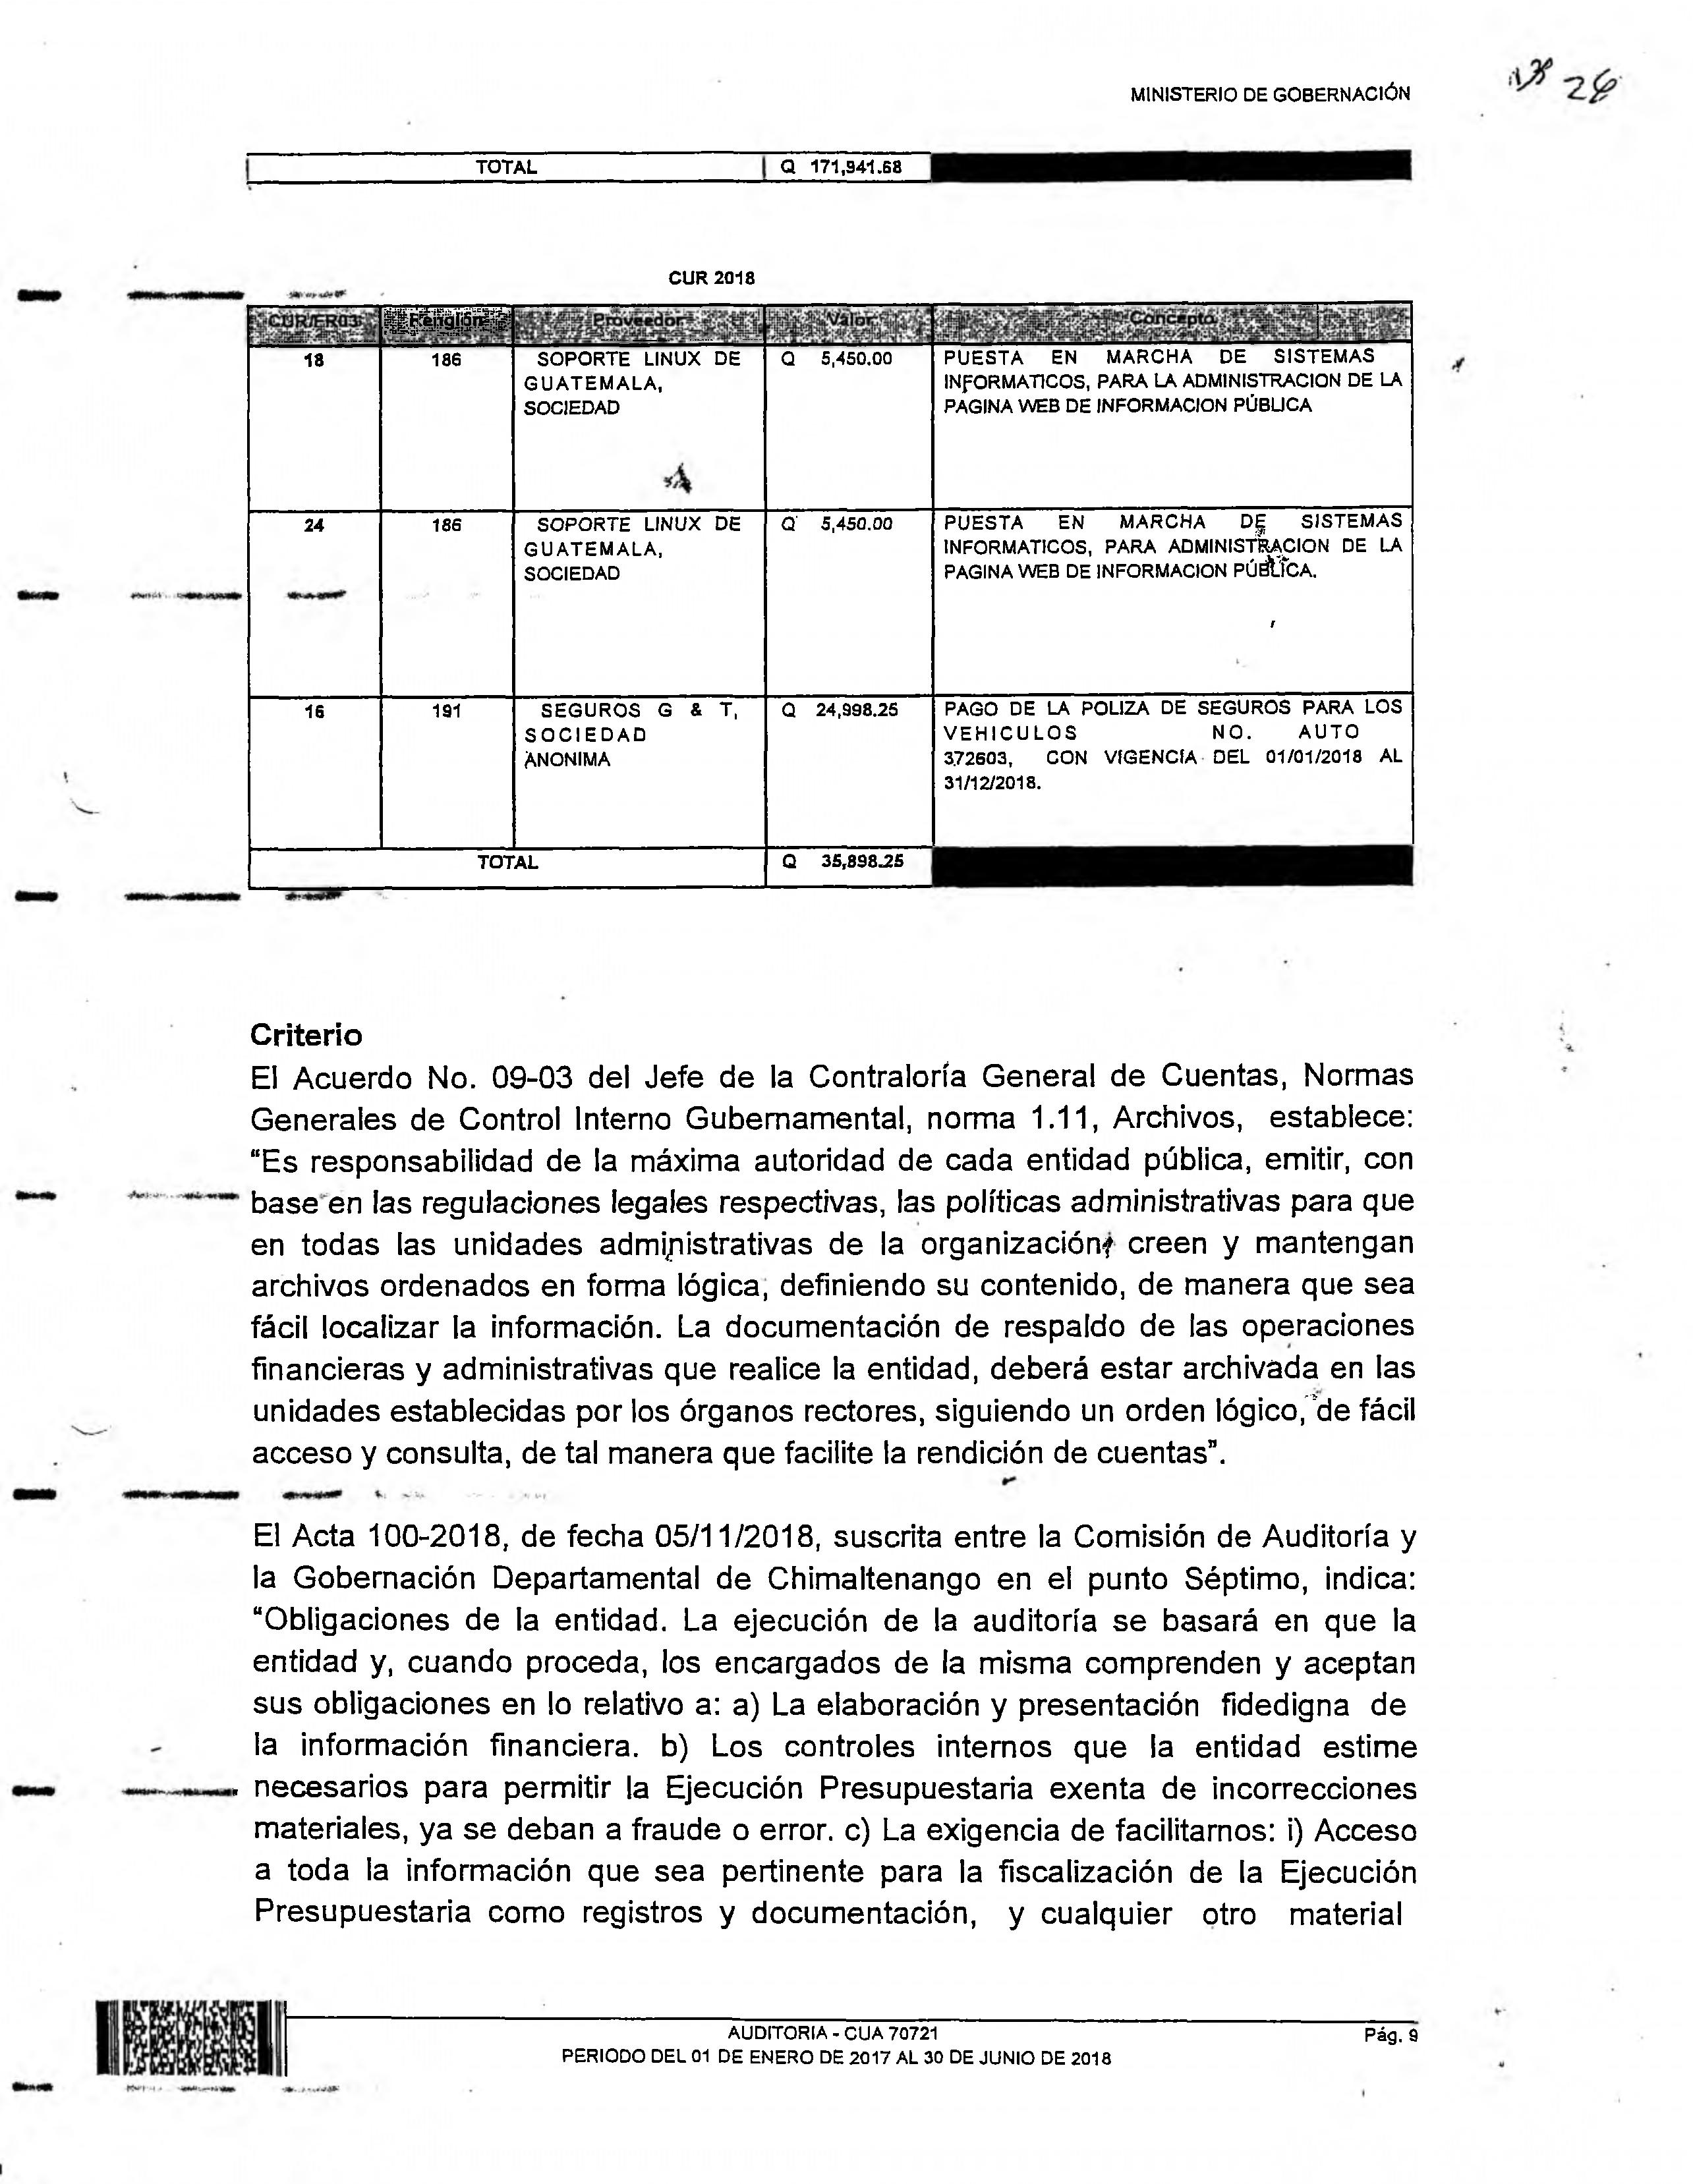 MINISTERIO DE GOBERNACIÓN
26
TOTAL Q 171,941.68
CUR 2018
CUR/FR03 Renglón Proveedor Valor Concepto
18 186 SOPORTE LINUX DE Q 5,450.00 PUESTA EN MARCHA DE SISTEMAS
GUATEMALA, INFORMATICOS, PARA LA ADMINISTRACION DE LA
SOCIEDAD PAGINA WEB DE INFORMACION PÚBLICA
24 186 SOPORTE LINUX DE Q 5,450.00 PUESTA EN MARCHA DE SISTEMAS
GUATEMALA, INFORMATICOS, PARA ADMINISTRACION DE LA
SOCIEDAD PAGINA WEB DE INFORMACION PÚBLICA.
16 191 SEGUROS G & T, Q 24,998.25 PAGO DE LA POLIZA DE SEGUROS PARA LOS
SOCIEDAD VEHICULOS NO. AUTO
ANONIMA 372603, CON VIGENCIA DEL 01/01/2018 AL
31/12/2018.
TOTAL Q 35,898.25
Criterio
El Acuerdo No. 09-03 del Jefe de la Contraloría General de Cuentas, Normas
Generales de Control Interno Gubernamental, norma 1.11, Archivos, establece:
“Es responsabilidad de la máxima autoridad de cada entidad pública, emitir, con
base en las regulaciones legales respectivas, las políticas administrativas para que
en todas las unidades administrativas de la organización, creen y mantengan
archivos ordenados en forma lógica, definiendo su contenido, de manera que sea
fácil localizar la información. La documentación de respaldo de las operaciones
financieras y administrativas que realice la entidad, deberá estar archivada en las
unidades establecidas por los órganos rectores, siguiendo un orden lógico, de fácil
acceso y consulta, de tal manera que facilite la rendición de cuentas”.
El Acta 100-2018, de fecha 05/11/2018, suscrita entre la Comisión de Auditoría y
la Gobernación Departamental de Chimaltenango en el punto Séptimo, indica:
“Obligaciones de la entidad. La ejecución de la auditoría se basará en que la
entidad y, cuando proceda, los encargados de la misma comprenden y aceptan
sus obligaciones en lo relativo a: a) La elaboración y presentación fidedigna de
la información financiera. b) Los controles internos que la entidad estime
necesarios para permitir la Ejecución Presupuestaria exenta de incorrecciones
materiales, ya se deban a fraude o error. c) La exigencia de facilitarnos: i) Acceso
a toda la información que sea pertinente para la fiscalización de la Ejecución
Presupuestaria como registros y documentación, y cualquier otro material
AUDITORIA - CUA 70721 Pág. 9
PERIODO DEL 01 DE ENERO DE 2017 AL 30 DE JUNIO DE 2018